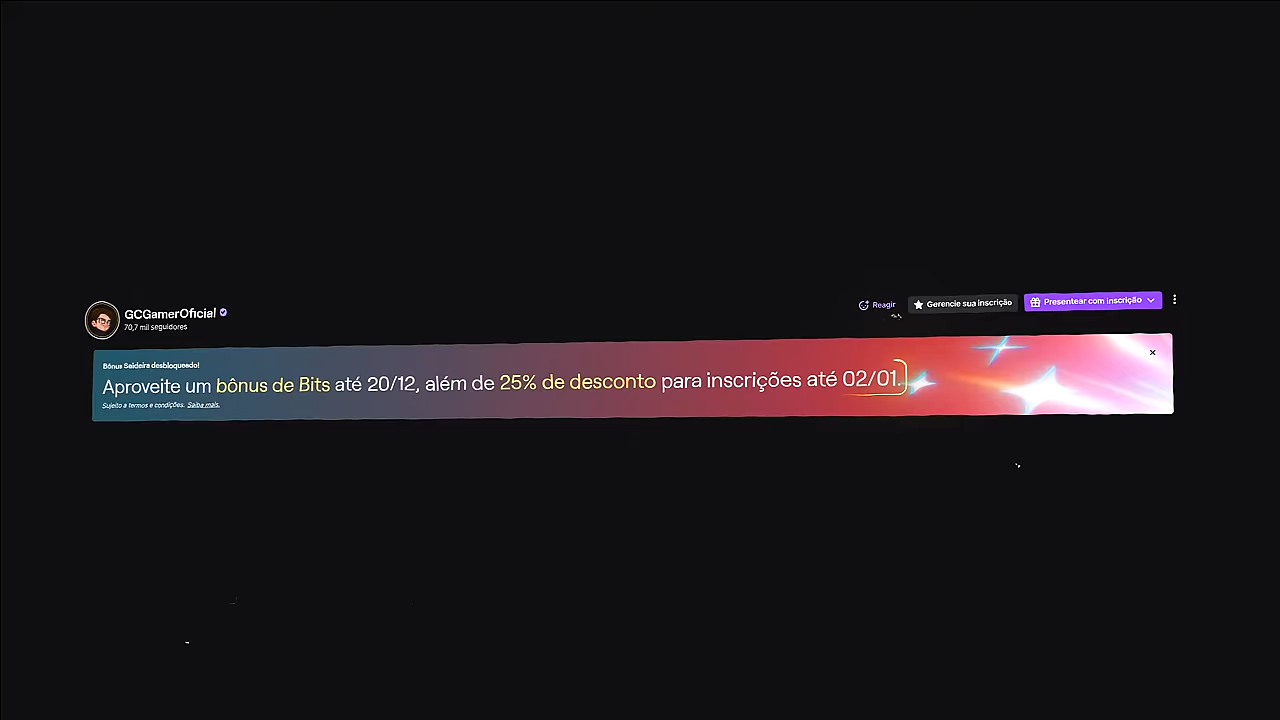 GCGamerOficial
70,7 mil seguidores
Reagir
Gerencie sua inscrição
Presentear com inscrição
Bônus Saideira desbloqueado!
Aproveite um bônus de Bits até 20/12, além de 25% de desconto para inscrições até 02/01.
Sujeito a termos e condições. Saiba mais.